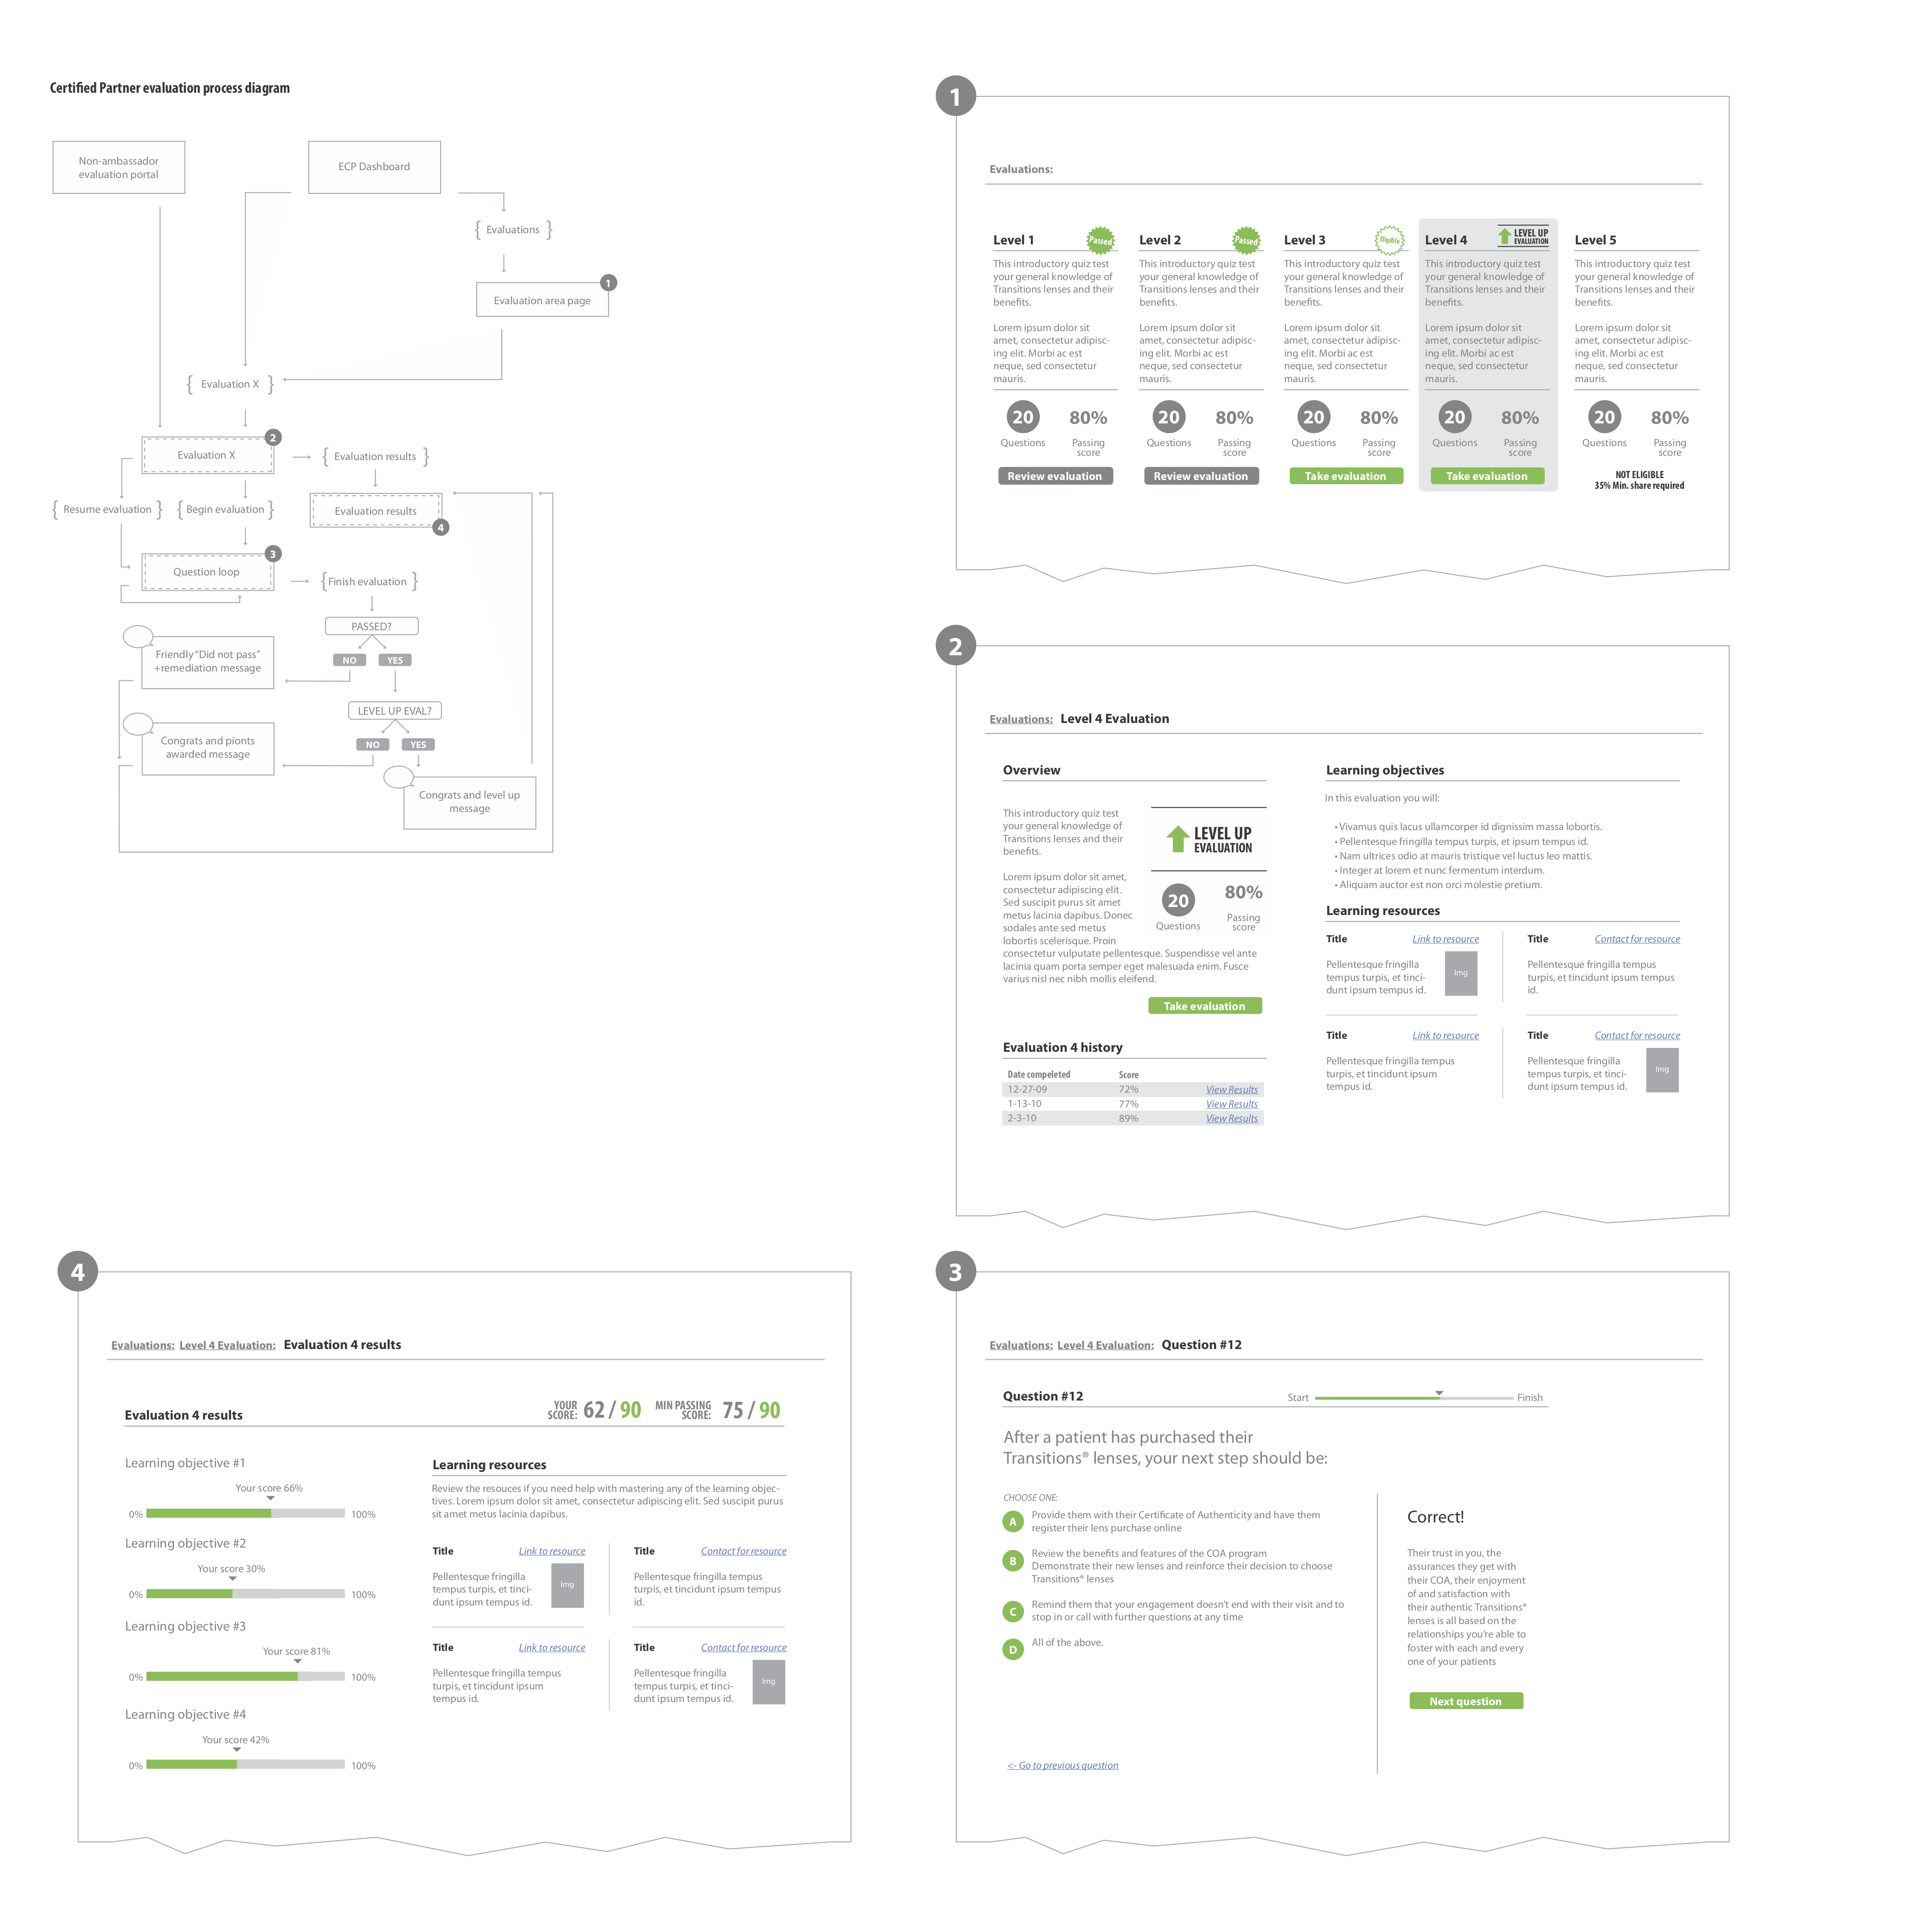 Certified Partner evaluation process diagram
Non-ambassador
evaluation portal
ECP Dashboard
{ Evaluations }
Evaluation area page
1
{ Evaluation X }
Evaluation X
2
{ Evaluation results }
{ Resume evaluation }
{ Begin evaluation }
Evaluation results
4
Question loop
3
{ Finish evaluation }
PASSED?
NO
YES
Friendly "Did not pass"
+remediation message
LEVEL UP EVAL?
NO
YES
Congrats and pionts
awarded message
Congrats and level up
message
1
Evaluations:
Level 1
Passed
This introductory quiz test
your general knowledge of
Transitions lenses and their
benefits.
Lorem ipsum dolor sit
amet, consectetur adipisc-
ing elit. Morbi ac est
neque, sed consectetur
mauris.
20
Questions
80%
Passing
score
Review evaluation
Level 2
Passed
This introductory quiz test
your general knowledge of
Transitions lenses and their
benefits.
Lorem ipsum dolor sit
amet, consectetur adipisc-
ing elit. Morbi ac est
neque, sed consectetur
mauris.
20
Questions
80%
Passing
score
Review evaluation
Level 3
Eligible
This introductory quiz test
your general knowledge of
Transitions lenses and their
benefits.
Lorem ipsum dolor sit
amet, consectetur adipisc-
ing elit. Morbi ac est
neque, sed consectetur
mauris.
20
Questions
80%
Passing
score
Take evaluation
Level 4
LEVEL UP
EVALUATION
This introductory quiz test
your general knowledge of
Transitions lenses and their
benefits.
Lorem ipsum dolor sit
amet, consectetur adipisc-
ing elit. Morbi ac est
neque, sed consectetur
mauris.
20
Questions
80%
Passing
score
Take evaluation
Level 5
This introductory quiz test
your general knowledge of
Transitions lenses and their
benefits.
Lorem ipsum dolor sit
amet, consectetur adipisc-
ing elit. Morbi ac est
neque, sed consectetur
mauris.
20
Questions
80%
Passing
score
NOT ELIGIBLE
35% Min. share required
2
Evaluations: Level 4 Evaluation
Overview
This introductory quiz test
your general knowledge of
Transitions lenses and their
benefits.
Lorem ipsum dolor sit amet,
consectetur adipiscing elit.
Sed suscipit purus sit amet
metus lacinia dapibus. Donec
sodales ante sed metus
lobortis scelerisque. Proin
consectetur vulputate pellentesque. Suspendisse vel ante
lacinia quam porta semper eget malesuada enim. Fusce
varius nisl nec nibh mollis eleifend.
LEVEL UP
EVALUATION
20
Questions
80%
Passing
score
Take evaluation
Evaluation 4 history
Date compeleted Score
12-27-09 72% View Results
1-13-10 77% View Results
2-3-10 89% View Results
Learning objectives
In this evaluation you will:
• Vivamus quis lacus ullamcorper id dignissim massa lobortis.
• Pellentesque fringilla tempus turpis, et ipsum tempus id.
• Nam ultrices odio at mauris tristique vel luctus leo mattis.
• Integer at lorem et nunc fermentum interdum.
• Aliquam auctor est non orci molestie pretium.
Learning resources
Title Link to resource
Pellentesque fringilla
tempus turpis, et tinci-
dunt ipsum tempus id.
Img
Title Contact for resource
Pellentesque fringilla tempus
turpis, et tincidunt ipsum tempus
id.
Title Link to resource
Pellentesque fringilla tempus
turpis, et tincidunt ipsum
tempus id.
Title Contact for resource
Pellentesque fringilla
tempus turpis, et tinci-
dunt ipsum tempus id.
Img
4
Evaluations: Level 4 Evaluation: Evaluation 4 results
Evaluation 4 results
YOUR
SCORE:
62 / 90
MIN PASSING
SCORE:
75 / 90
Learning objective #1
Your score 66%
0% 100%
Learning objective #2
Your score 30%
0% 100%
Learning objective #3
Your score 81%
0% 100%
Learning objective #4
Your score 42%
0% 100%
Learning resources
Review the resouces if you need help with mastering any of the learning objec-
tives. Lorem ipsum dolor sit amet, consectetur adipiscing elit. Sed suscipit purus
sit amet metus lacinia dapibus.
Title Link to resource
Pellentesque fringilla
tempus turpis, et tinci-
dunt ipsum tempus id.
Img
Title Contact for resource
Pellentesque fringilla tempus
turpis, et tincidunt ipsum tempus
id.
Title Link to resource
Pellentesque fringilla tempus
turpis, et tincidunt ipsum
tempus id.
Title Contact for resource
Pellentesque fringilla
tempus turpis, et tinci-
dunt ipsum tempus id.
Img
3
Evaluations: Level 4 Evaluation: Question #12
Question #12
Start Finish
After a patient has purchased their
Transitions® lenses, your next step should be:
CHOOSE ONE:
A Provide them with their Certificate of Authenticity and have them
register their lens purchase online
B Review the benefits and features of the COA program
Demonstrate their new lenses and reinforce their decision to choose
Transitions® lenses
C Remind them that your engagement doesn't end with their visit and to
stop in or call with further questions at any time
D All of the above.
Correct!
Their trust in you, the
assurances they get with
their COA, their enjoyment
of and satisfaction with
their authentic Transitions®
lenses is all based on the
relationships you're able to
foster with each and every
one of your patients
Next question
<- Go to previous question